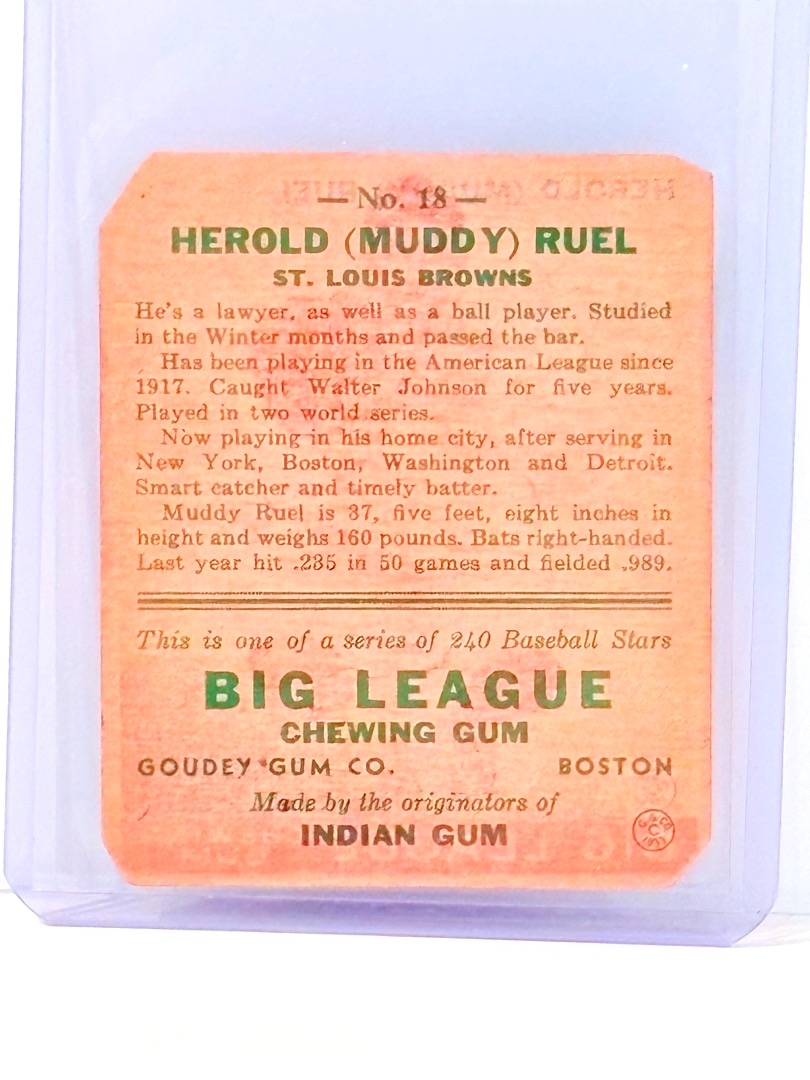 — No. 18 —
HEROLD (MUDDY) RUEL
ST. LOUIS BROWNS
He's a lawyer, as well as a ball player. Studied
in the Winter months and passed the bar.
Has been playing in the American League since
1917. Caught Walter Johnson for five years.
Played in two world series.
Now playing in his home city, after serving in
New York, Boston, Washington and Detroit.
Smart catcher and timely batter.
Muddy Ruel is 37, five feet, eight inches in
height and weighs 160 pounds. Bats right-handed.
Last year hit .235 in 50 games and fielded .989.
This is one of a series of 240 Baseball Stars
BIG LEAGUE
CHEWING GUM
GOUDEY GUM CO. BOSTON
Made by the originators of
INDIAN GUM